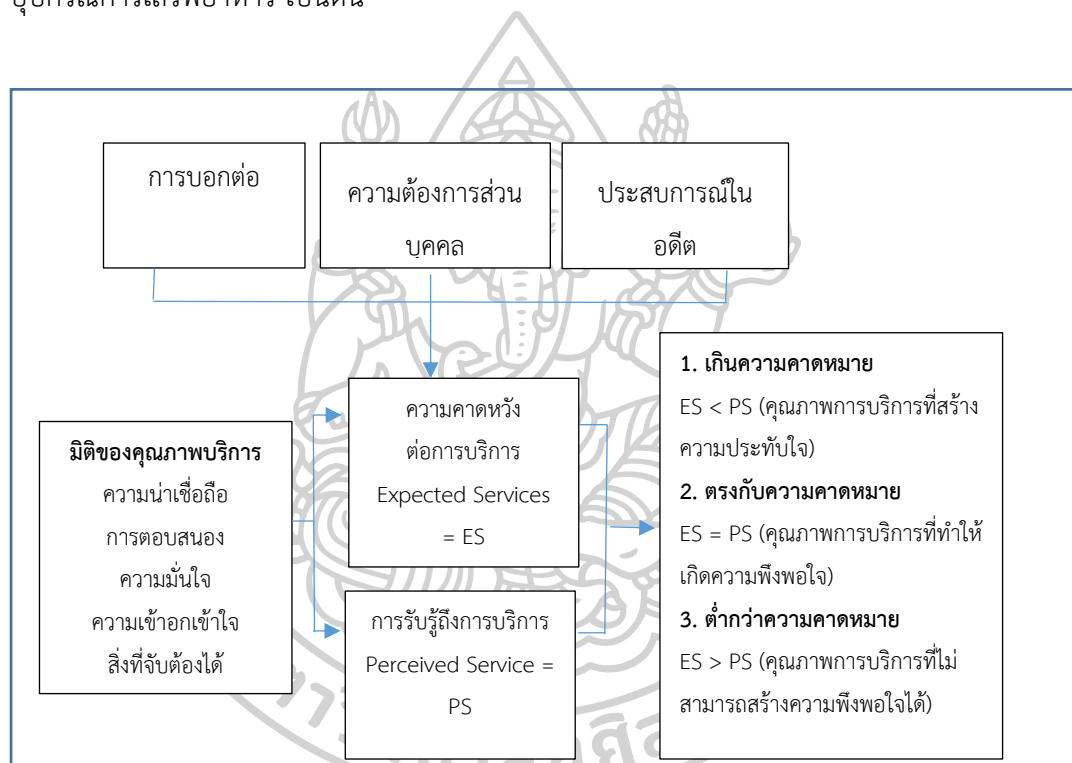 การบอกต่อ
ความต้องการส่วน
บุคคล
ประสบการณ์ใน
อดีต
มิติของคุณภาพบริการ
ความน่าเชื่อถือ
การตอบสนอง
ความมั่นใจ
ความเข้าอกเข้าใจ
สิ่งที่จับต้องได้
ความคาดหวัง
ต่อการบริการ
Expected Services
= ES
การรับรู้ถึงการบริการ
Perceived Service =
PS
1. เกินความคาดหมาย
ES < PS (คุณภาพการบริการที่สร้าง
ความประทับใจ)
2. ตรงกับความคาดหมาย
ES = PS (คุณภาพการบริการที่ทำให้
เกิดความพึงพอใจ)
3. ต่ำกว่าความคาดหมาย
ES > PS (คุณภาพการบริการที่ไม่
สามารถสร้างความพึงพอใจได้)